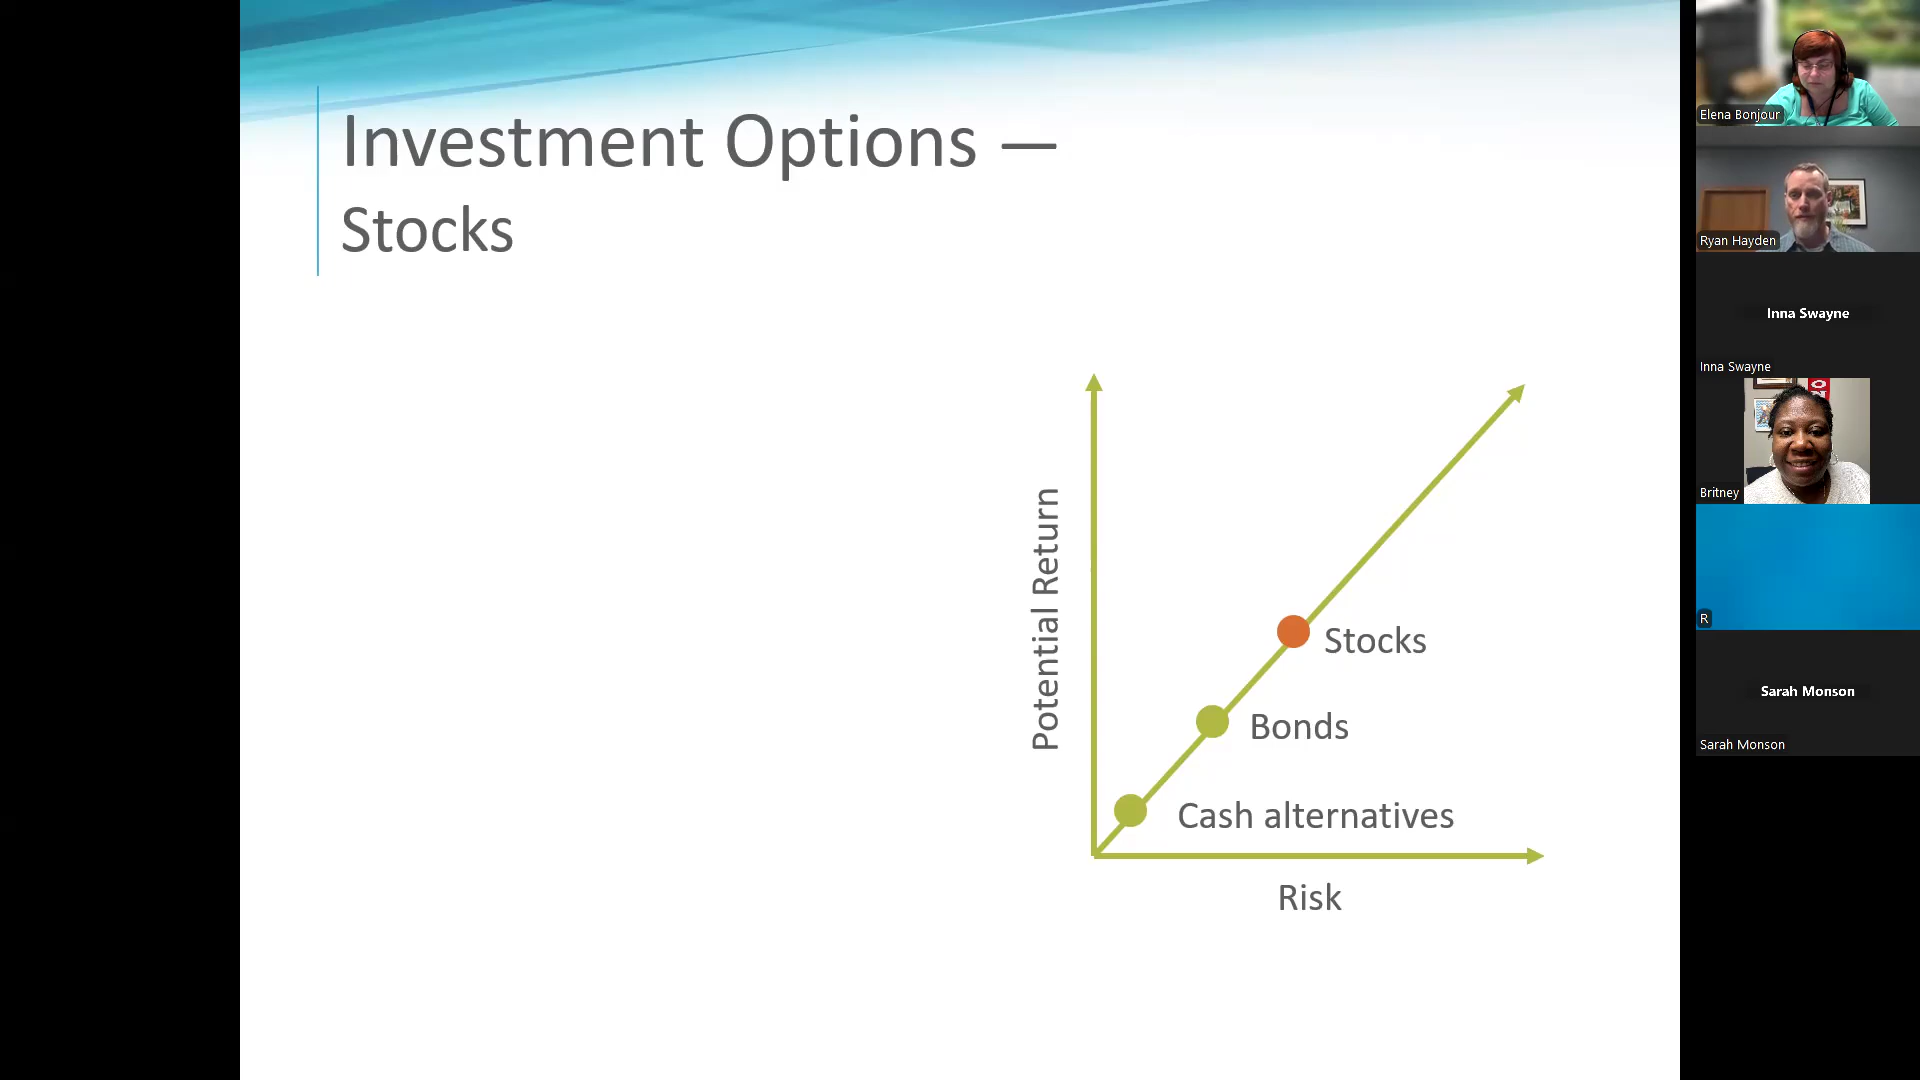 Investment Options —
Stocks
Potential Return
Stocks
Bonds
Cash alternatives
Risk
Elena Bonjour
Ryan Hayden
Inna Swayne
Inna Swayne
Britney
R
Sarah Monson
Sarah Monson